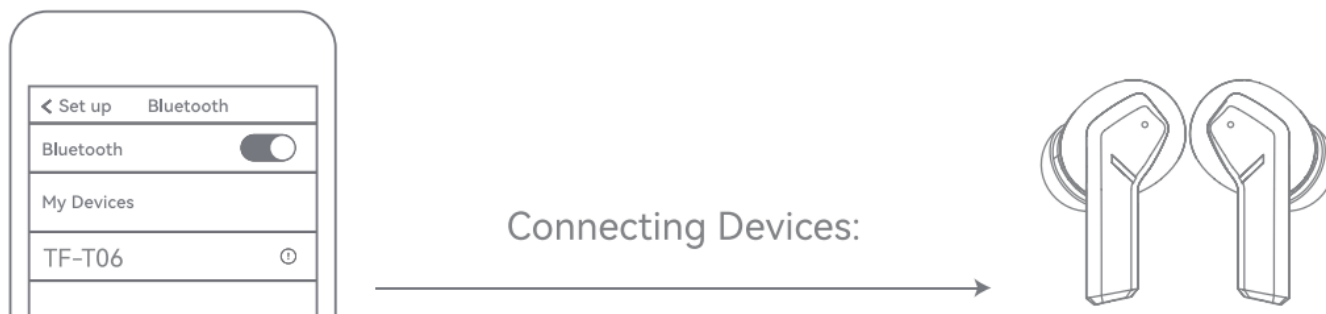 < Set up Bluetooth
Bluetooth
My Devices
TF-T06
Connecting Devices: